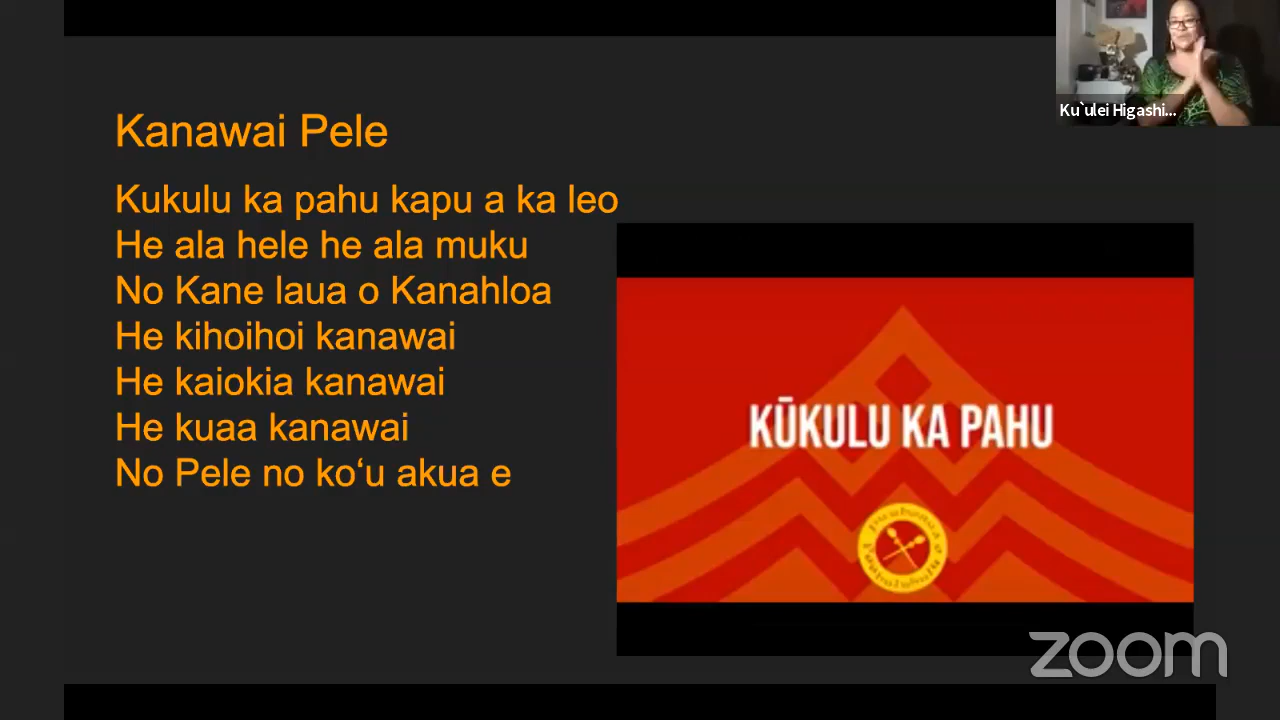 Kanawai Pele
Kukulu ka pahu kapu a ka leo
He ala hele he ala muku
No Kane laua o Kanahloa
He kihoihoi kanawai
He kaiokia kanawai
He kuaa kanawai
No Pele no ko‘u akua e
KŪKULU KA PAHU
Ku`ulei Higashi...
zoom